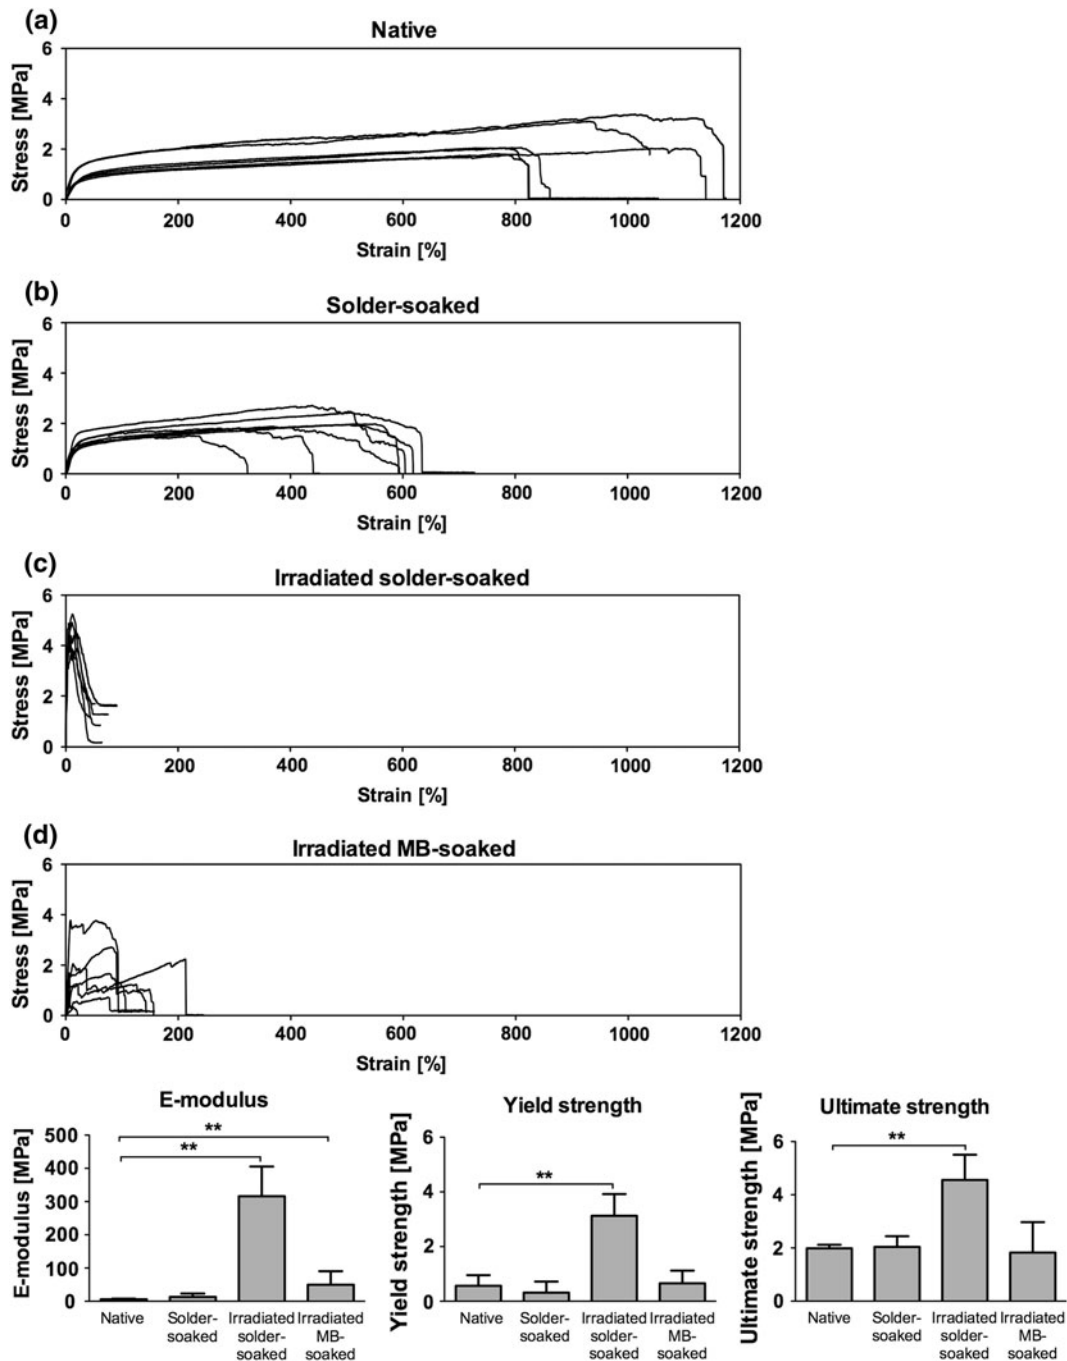 (a)
Native
Stress [MPa]
6
4
2
0
0 200 400 600 800 1000 1200
Strain [%]
(b)
Solder-soaked
Stress [MPa]
6
4
2
0
0 200 400 600 800 1000 1200
Strain [%]
(c)
Irradiated solder-soaked
Stress [MPa]
6
4
2
0
0 200 400 600 800 1000 1200
Strain [%]
(d)
Irradiated MB-soaked
Stress [MPa]
6
4
2
0
0 200 400 600 800 1000 1200
Strain [%]
E-modulus
E-modulus [MPa]
500
400
300
200
100
0
**
**
Native
Solder-
soaked
Irradiated
solder-
soaked
Irradiated
MB-
soaked
Yield strength
Yield strength [MPa]
6
4
2
0
**
Native
Solder-
soaked
Irradiated
solder-
soaked
Irradiated
MB-
soaked
Ultimate strength
Ultimate strength [MPa]
6
4
2
0
**
Native
Solder-
soaked
Irradiated
solder-
soaked
Irradiated
MB-
soaked